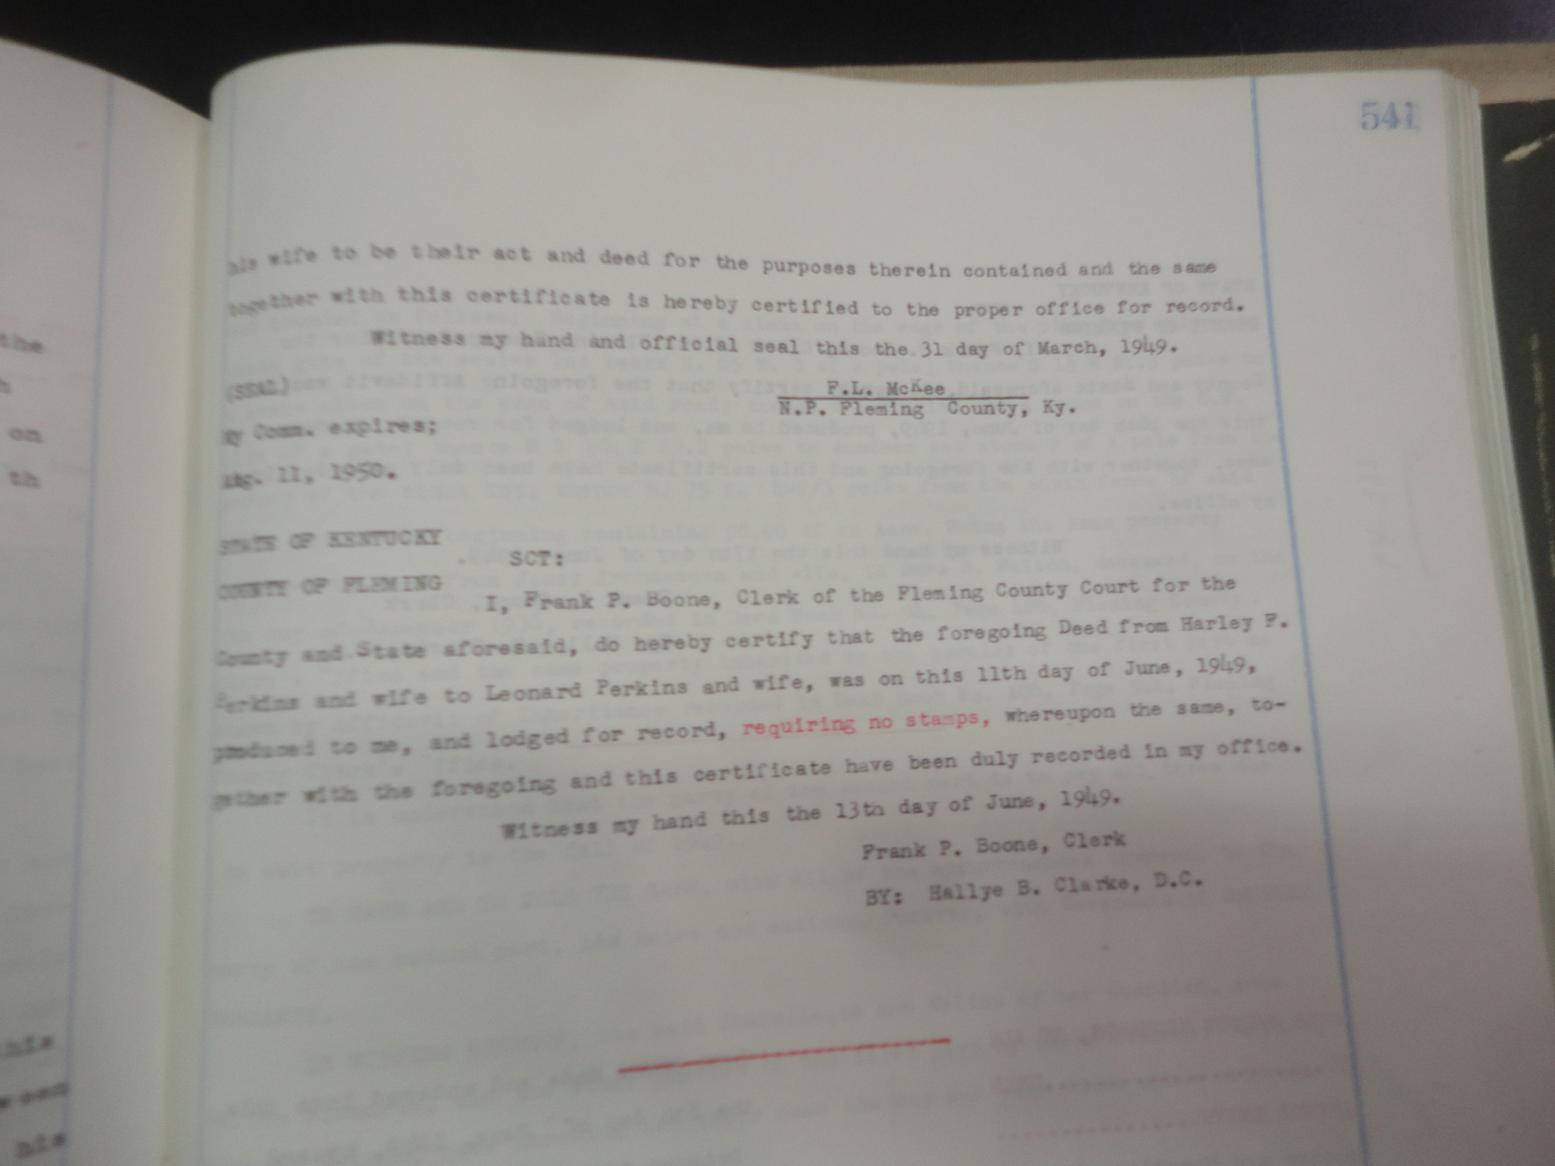 541
his wife to be their act and deed for the purposes therein contained and the same
together with this certificate is hereby certified to the proper office for record.
Witness my hand and official seal this the 31 day of March, 1949.
(SEAL)
F.L. McKee
N.P. Fleming County, Ky.
My Comm. expires;
Aug. 11, 1950.
STATE OF KENTUCKY
SCT:
COUNTY OF FLEMING
I, Frank P. Boone, Clerk of the Fleming County Court for the
County and State aforesaid, do hereby certify that the foregoing Deed from Harley F.
Perkins and wife to Leonard Perkins and wife, was on this 11th day of June, 1949,
produced to me, and lodged for record, requiring no stamps, whereupon the same, to-
gether with the foregoing and this certificate have been duly recorded in my office.
Witness my hand this the 13th day of June, 1949.
Frank P. Boone, Clerk
BY: Hallye B. Clarke, D.C.
the
on
th
his
his